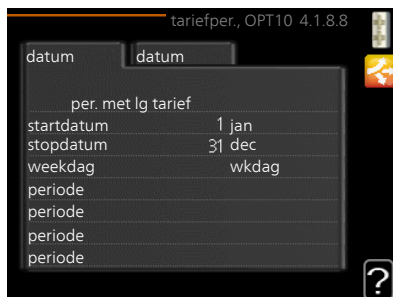 tariefper., OPT10 4.1.8.8
datum datum
per. met lg tarief
startdatum 1 jan
stopdatum 31 dec
weekdag wkdag
periode
periode
periode
periode
?